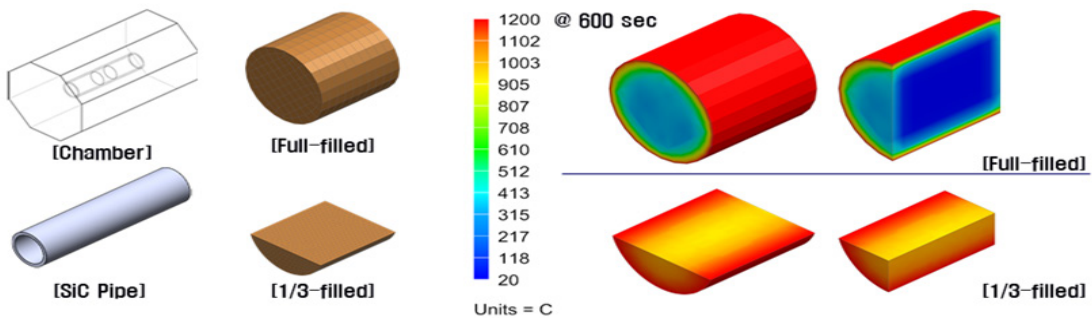 [Chamber]
[Full-filled]
[SiC Pipe]
[1/3-filled]
1200
1102
1003
905
807
708
610
512
413
315
217
118
20
Units = C
@ 600 sec
[Full-filled]
[1/3-filled]